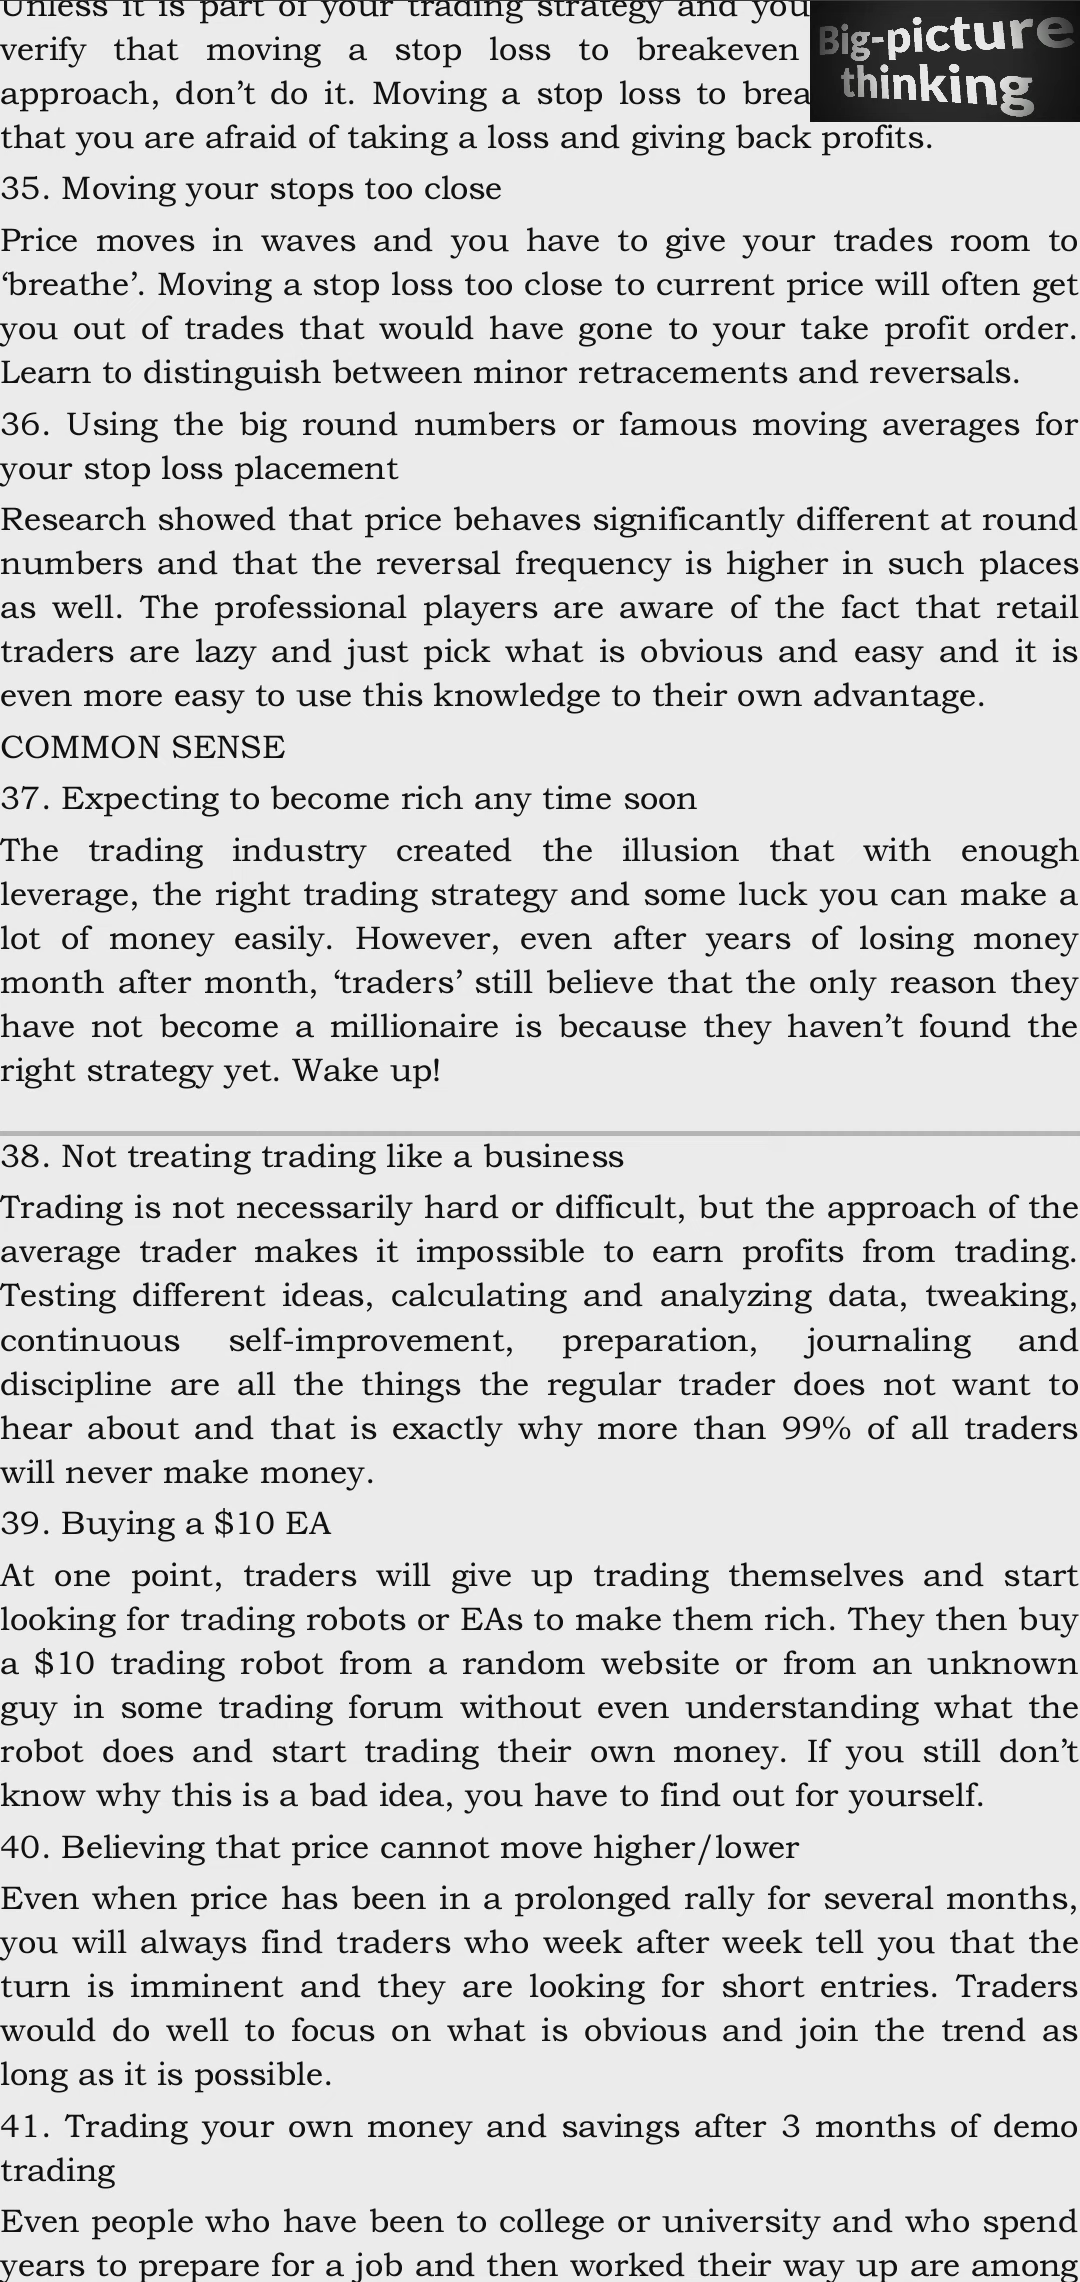 Unless it is part of your trading strategy and you
verify that moving a stop loss to breakeven
approach, don’t do it. Moving a stop loss to brea
that you are afraid of taking a loss and giving back profits.
Big-picture
thinking
35. Moving your stops too close
Price moves in waves and you have to give your trades room to
‘breathe’. Moving a stop loss too close to current price will often get
you out of trades that would have gone to your take profit order.
Learn to distinguish between minor retracements and reversals.
36. Using the big round numbers or famous moving averages for
your stop loss placement
Research showed that price behaves significantly different at round
numbers and that the reversal frequency is higher in such places
as well. The professional players are aware of the fact that retail
traders are lazy and just pick what is obvious and easy and it is
even more easy to use this knowledge to their own advantage.
COMMON SENSE
37. Expecting to become rich any time soon
The trading industry created the illusion that with enough
leverage, the right trading strategy and some luck you can make a
lot of money easily. However, even after years of losing money
month after month, ‘traders’ still believe that the only reason they
have not become a millionaire is because they haven’t found the
right strategy yet. Wake up!
38. Not treating trading like a business
Trading is not necessarily hard or difficult, but the approach of the
average trader makes it impossible to earn profits from trading.
Testing different ideas, calculating and analyzing data, tweaking,
continuous self-improvement, preparation, journaling and
discipline are all the things the regular trader does not want to
hear about and that is exactly why more than 99% of all traders
will never make money.
39. Buying a $10 EA
At one point, traders will give up trading themselves and start
looking for trading robots or EAs to make them rich. They then buy
a $10 trading robot from a random website or from an unknown
guy in some trading forum without even understanding what the
robot does and start trading their own money. If you still don’t
know why this is a bad idea, you have to find out for yourself.
40. Believing that price cannot move higher/lower
Even when price has been in a prolonged rally for several months,
you will always find traders who week after week tell you that the
turn is imminent and they are looking for short entries. Traders
would do well to focus on what is obvious and join the trend as
long as it is possible.
41. Trading your own money and savings after 3 months of demo
trading
Even people who have been to college or university and who spend
years to prepare for a job and then worked their way up are among